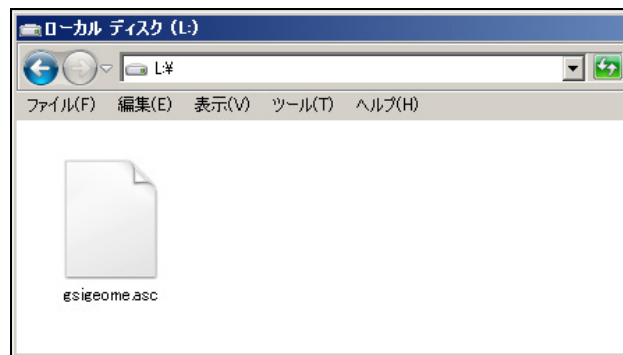 ローカル ディスク (L:)
L:¥
ファイル(F) 編集(E) 表示(V) ツール(T) ヘルプ(H)
gsigeome.asc